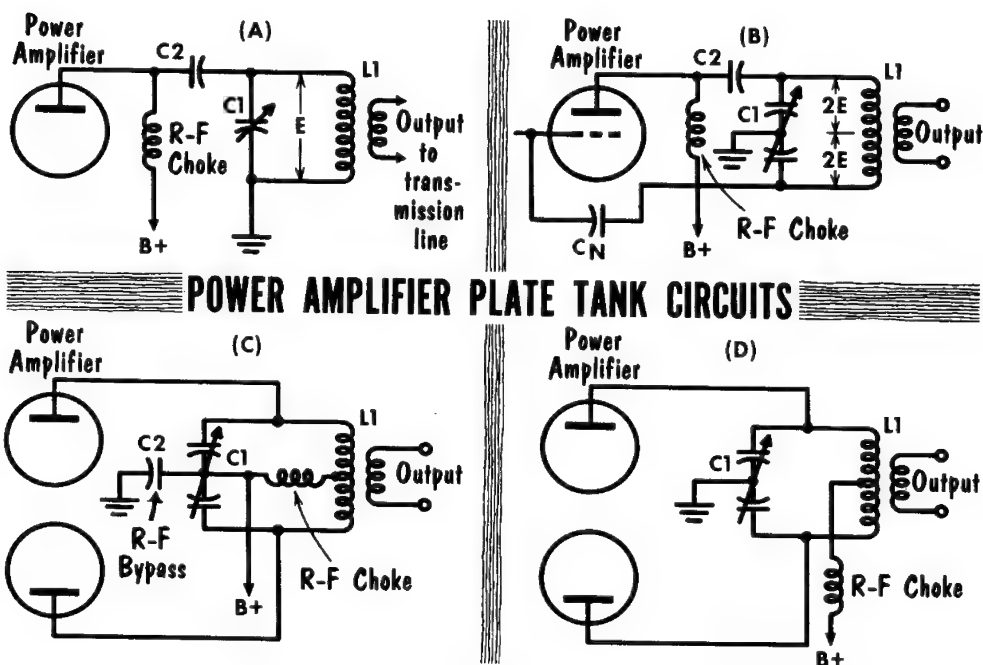 Power
Amplifier
(A)
C2
L1
C1
E
R-F
Choke
Output
to
trans-
mission
line
B+
Power
Amplifier
(B)
C2
L1
C1
2E
2E
Output
CN
B+
R-F Choke
POWER AMPLIFIER PLATE TANK CIRCUITS
Power
Amplifier
(C)
L1
C2
C1
Output
R-F
Bypass
R-F Choke
B+
Power
Amplifier
(D)
L1
C1
Output
R-F Choke
B+